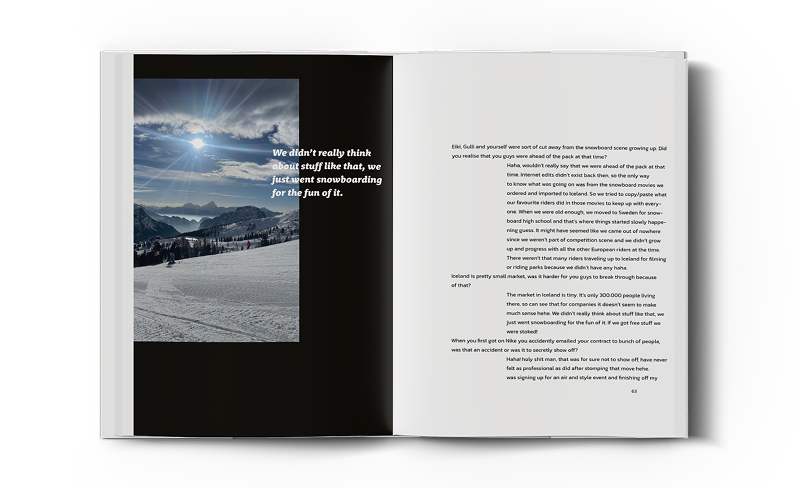 We didn't really think
about stuff like that, we
just went snowboarding
for the fun of it.
Eiki, Gulli and yourself were sort of cut away from the snowboard scene growing up. Did
you realise that you guys were ahead of the pack at that time?
Haha, wouldn't really say that we were ahead of the pack at that
time. Internet edits didn't exist back then, so the only way
to know what was going on was from the snowboard movies we
ordered and imported to Iceland. So we tried to copy/paste what
our favourite riders did in those movies to keep up with every-
one. When we were old enough, we moved to Sweden for snow-
board high school and that's where things started slowly happe-
ning guess. It might have seemed like we came out of nowhere
since we weren't part of competition scene and we didn't grow
up and progress with all the other European riders at the time.
There weren't that many riders traveling up to Iceland for filming
or riding parks because we didn't have any haha.
Iceland is pretty small market, was it harder for you guys to break through because
of that?
The market in Iceland is tiny. It's only 300.000 people living
there, so can see that for companies it doesn't seem to make
much sense hehe. We didn't really think about stuff like that, we
just went snowboarding for the fun of it. If we got free stuff we
were stoked!
When you first got on Nike you accidently emailed your contract to bunch of people,
was that an accident or was it to secretly show off?
Haha! holy shit man, that was for sure not to show off, have never
felt as professional as did after stomping that move hehe.
was signing up for an air and style event and finishing off my
63